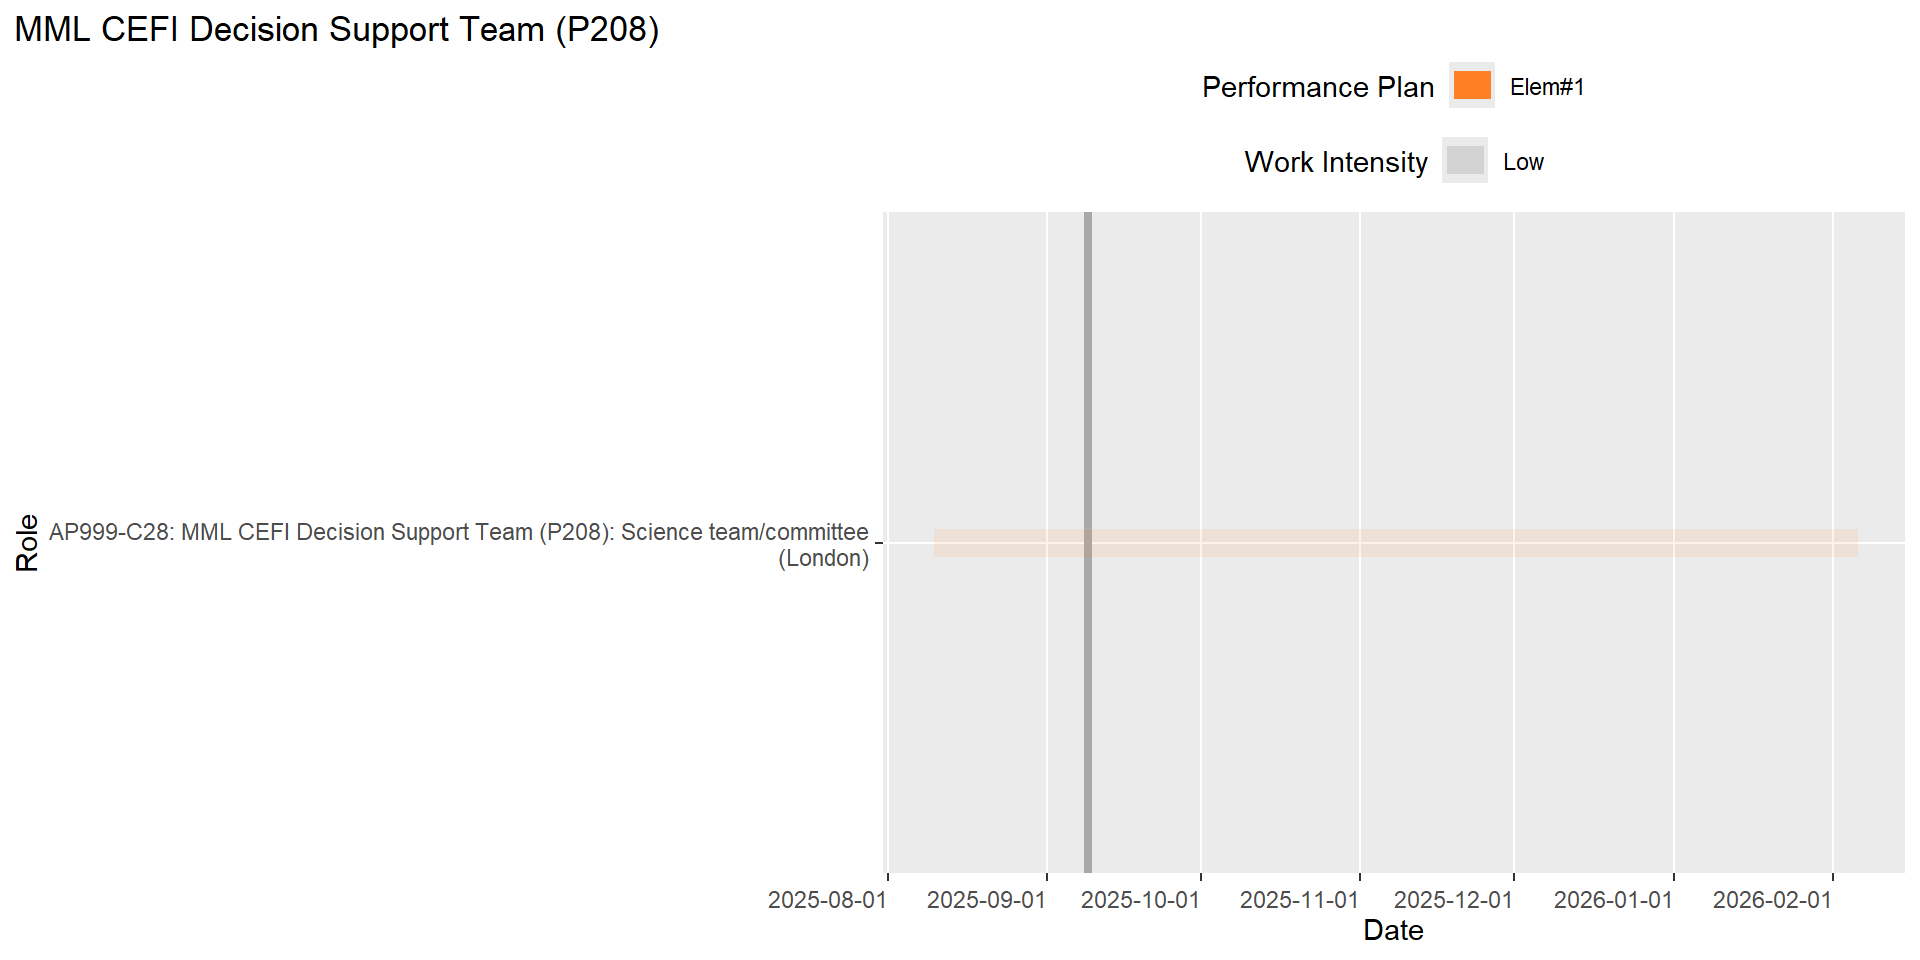 MML CEFI Decision Support Team (P208)
Performance Plan Elem#1
Work Intensity Low
Role
AP999-C28: MML CEFI Decision Support Team (P208): Science team/committee
(London)
2025-08-01 2025-09-01 2025-10-01 2025-11-01 2025-12-01 2026-01-01 2026-02-01
Date